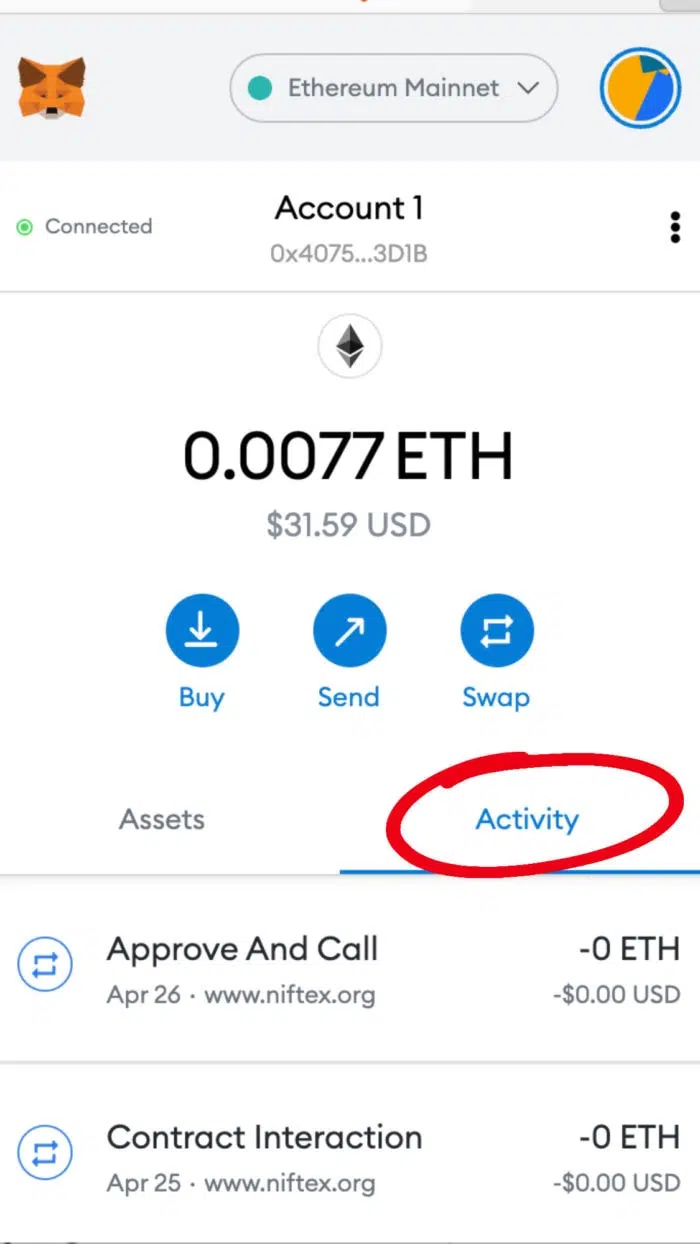 Ethereum Mainnet
Connected
Account 1
0x4075...3D1B
0.0077 ETH
$31.59 USD
Buy Send Swap
Assets Activity
Approve And Call -0 ETH
Apr 26 · www.niftex.org -$0.00 USD
Contract Interaction -0 ETH
Apr 25 · www.niftex.org -$0.00 USD